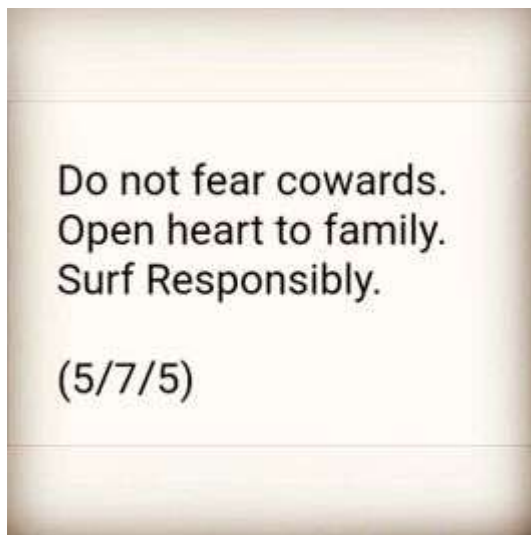 Do not fear cowards.
Open heart to family.
Surf Responsibly.
(5/7/5)